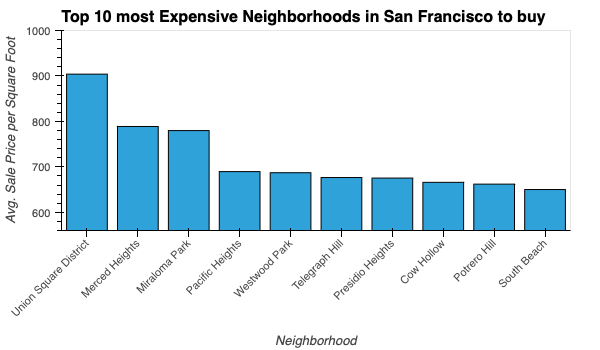 Top 10 most Expensive Neighborhoods in San Francisco to buy
Avg. Sale Price per Square Foot
1000
900
800
700
600
Union Square District
Merced Heights
Miraloma Park
Pacific Heights
Westwood Park
Telegraph Hill
Presidio Heights
Cow Hollow
Potrero Hill
South Beach
Neighborhood